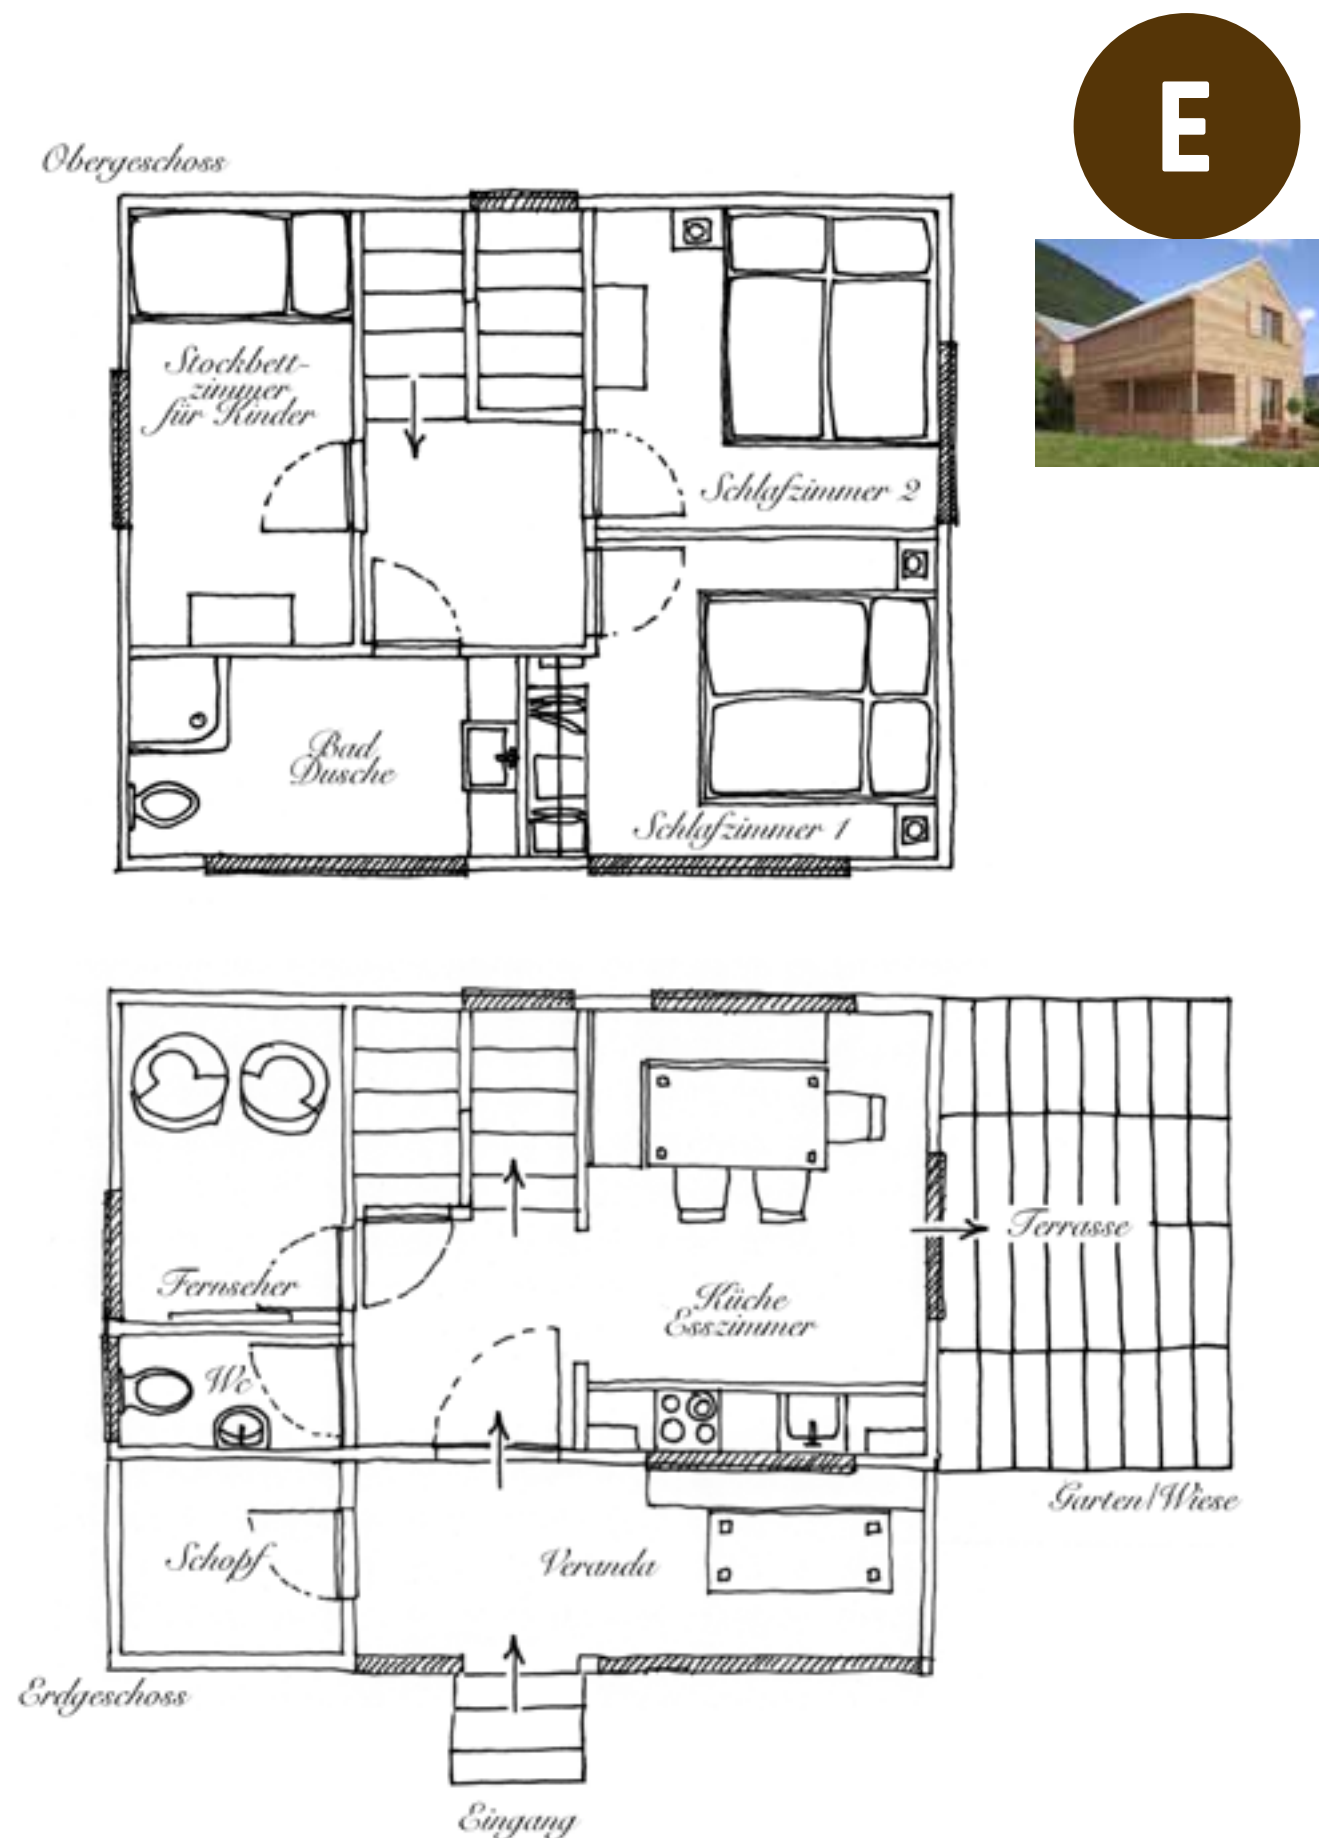 E
Obergeschoss
Stockbett-
zimmer
für Kinder
Schlafzimmer 2
Bad
Dusche
Schlafzimmer 1
Terrasse
Fernseher
Küche
Esszimmer
Wc
Garten/Wiese
Schopf
Veranda
Erdgeschoss
Eingang